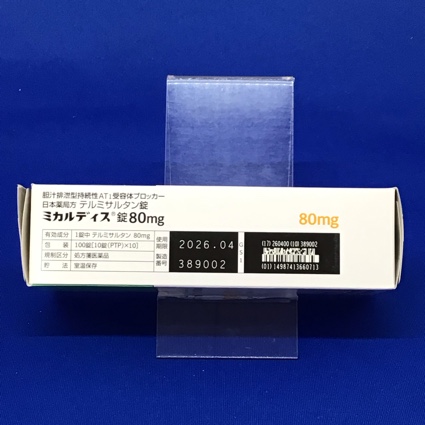 胆汁排泄型持続性AT₁受容体ブロッカー
日本薬局方 テルミサルタン錠
ミカルディス®錠80mg
80mg
有効成分 1錠中 テルミサルタン 80mg
包装 100錠[10錠(PTP)×10]
規制区分 処方箋医薬品
貯法 室温保存
使用期限 2026.04
製造番号 389002
GS1
(17) 260400 (10) 389002
(01) 14987413660713